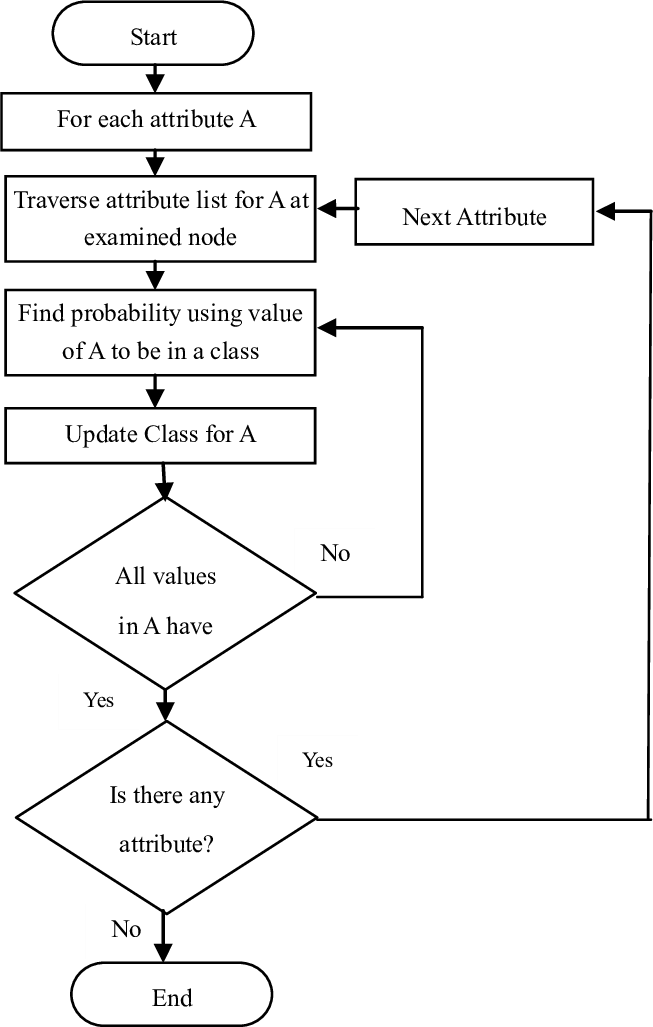 Start
For each attribute A
Traverse attribute list for A at
examined node
Next Attribute
Find probability using value
of A to be in a class
Update Class for A
No
All values
in A have
Yes
Yes
Is there any
attribute?
No
End